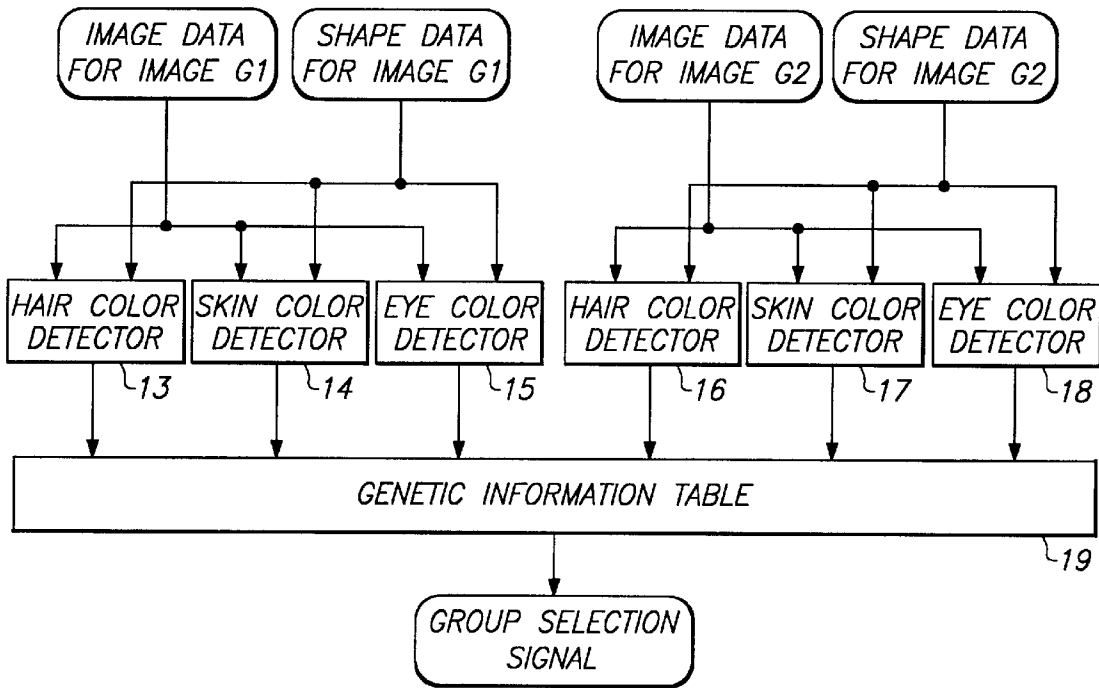 IMAGE DATA
FOR IMAGE G1
SHAPE DATA
FOR IMAGE G1
IMAGE DATA
FOR IMAGE G2
SHAPE DATA
FOR IMAGE G2
HAIR COLOR
DETECTOR
13
SKIN COLOR
DETECTOR
14
EYE COLOR
DETECTOR
15
HAIR COLOR
DETECTOR
16
SKIN COLOR
DETECTOR
17
EYE COLOR
DETECTOR
18
GENETIC INFORMATION TABLE
19
GROUP SELECTION
SIGNAL